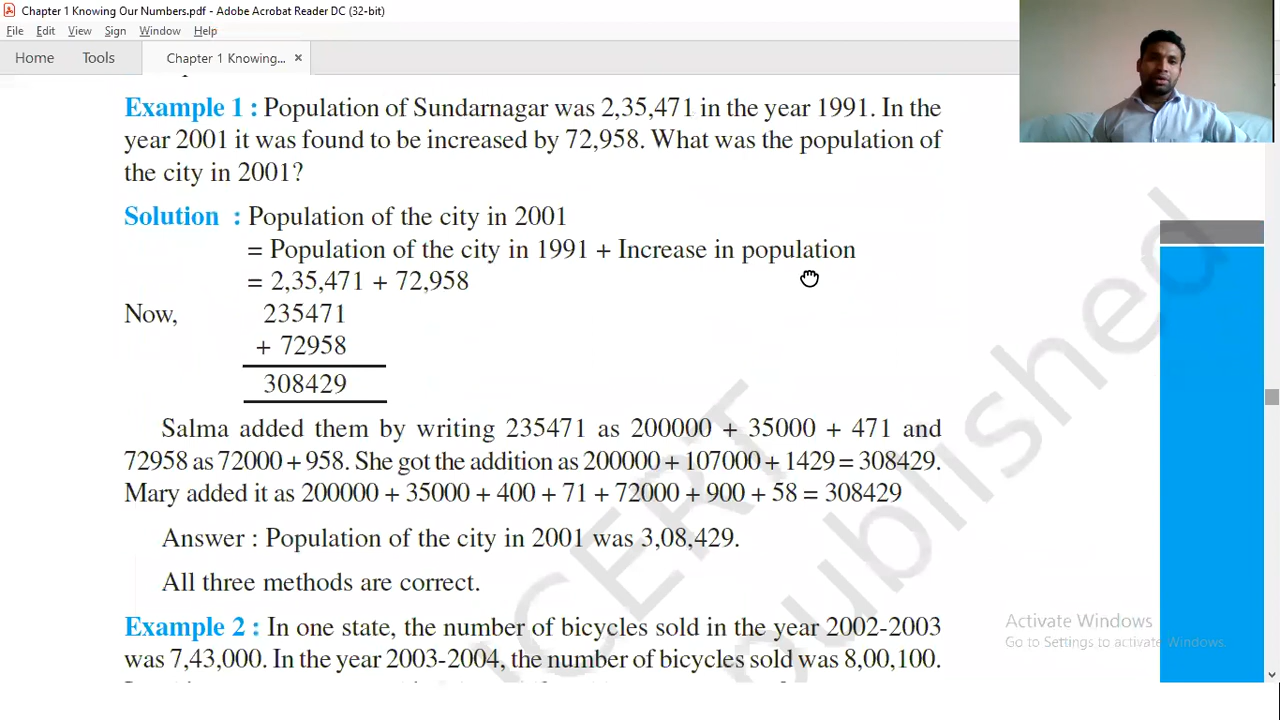 Chapter 1 Knowing Our Numbers.pdf - Adobe Acrobat Reader DC (32-bit)
File Edit View Sign Window Help
Home Tools Chapter 1 Knowing... ×
Example 1 : Population of Sundarnagar was 2,35,471 in the year 1991. In the
year 2001 it was found to be increased by 72,958. What was the population of
the city in 2001?
Solution : Population of the city in 2001
= Population of the city in 1991 + Increase in population
= 2,35,471 + 72,958
Now, 235471
+ 72958
308429
Salma added them by writing 235471 as 200000 + 35000 + 471 and
72958 as 72000 + 958. She got the addition as 200000 + 107000 + 1429 = 308429.
Mary added it as 200000 + 35000 + 400 + 71 + 72000 + 900 + 58 = 308429
Answer : Population of the city in 2001 was 3,08,429.
All three methods are correct.
Example 2 : In one state, the number of bicycles sold in the year 2002-2003
was 7,43,000. In the year 2003-2004, the number of bicycles sold was 8,00,100.
Activate Windows
Go to Settings to activate Windows.
NCERT
published